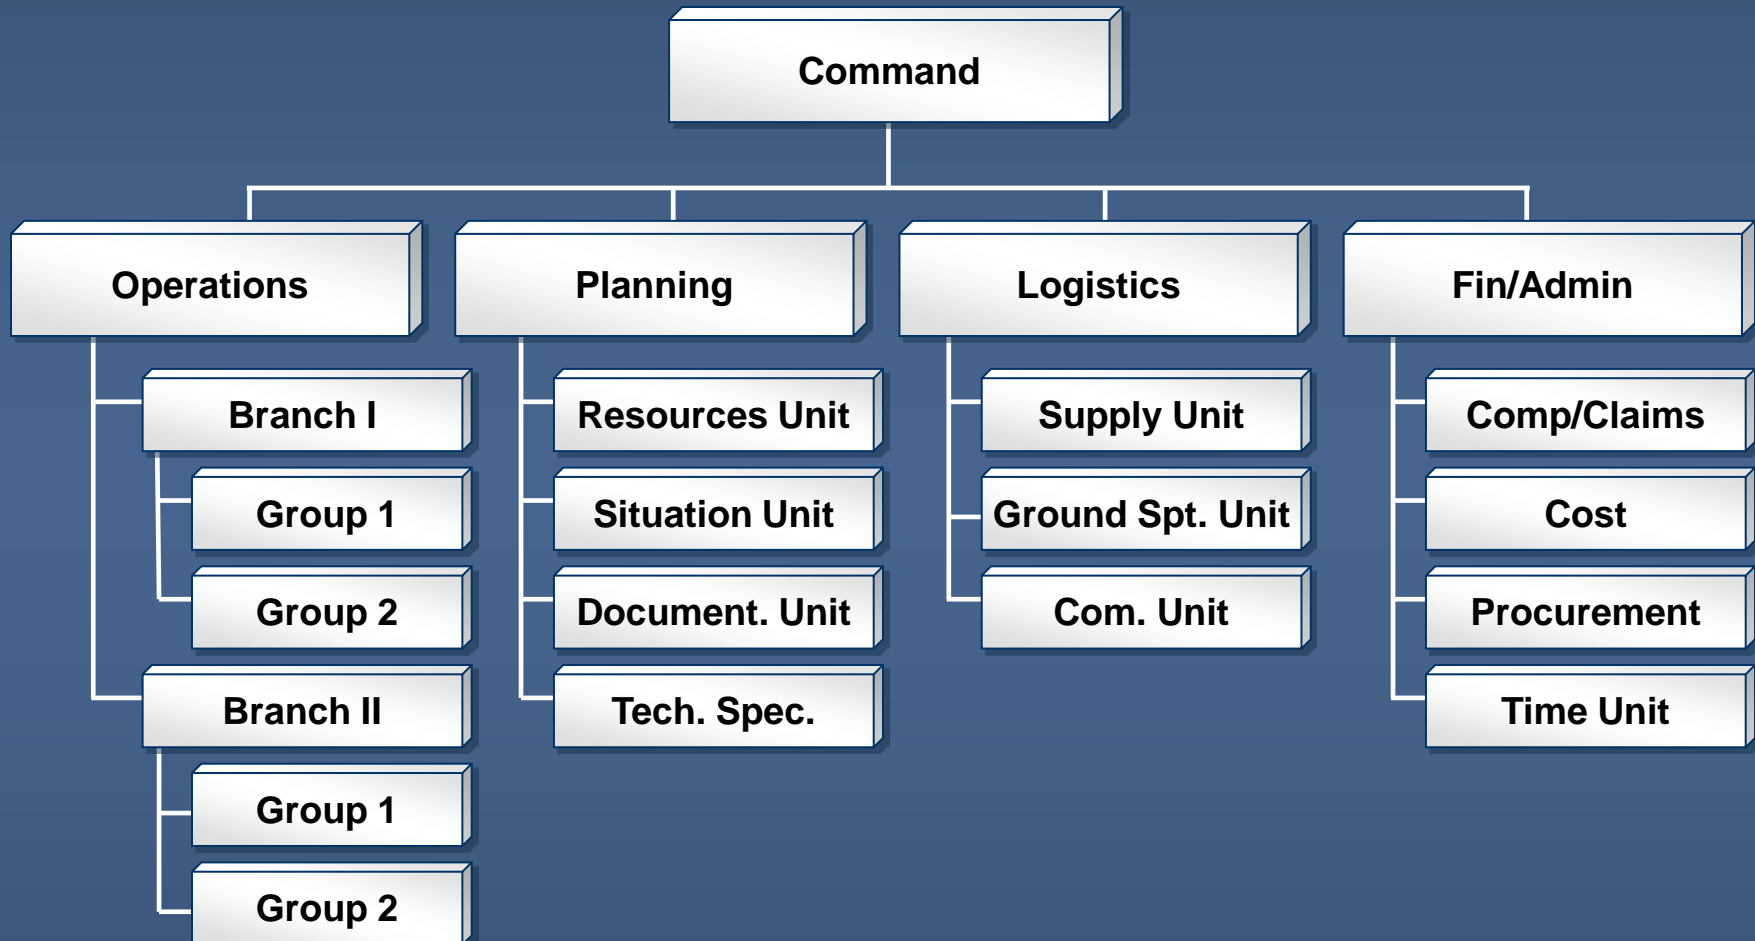 Command
Operations
Planning
Logistics
Fin/Admin
Branch I
Group 1
Group 2
Branch II
Group 1
Group 2
Resources Unit
Situation Unit
Document. Unit
Tech. Spec.
Supply Unit
Ground Spt. Unit
Com. Unit
Comp/Claims
Cost
Procurement
Time Unit